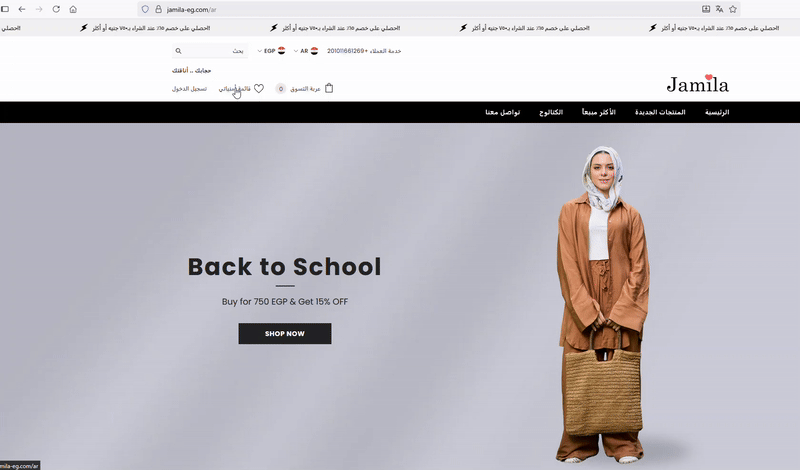 jamila-eg.com/ar
احصلي على خصم ١٥٪ عند الشراء بـ٧٥٠ جنيه أو أكثر!
احصلي على خصم ١٥٪ عند الشراء بـ٧٥٠ جنيه أو أكثر!
احصلي على خصم ١٥٪ عند الشراء بـ٧٥٠ جنيه أو أكثر!
احصلي على خصم ١٥٪ عند الشراء بـ٧٥٠ جنيه أو أكثر!
احصلي
خدمة العملاء +201011661269
AR
EGP
بحث
حجابك .. أناقتك
Jamila
عربة التسوق 0
قائمة أمنياتي
تسجيل الدخول
الرئيسية المنتجات الجديدة الأكثر مبيعاً الكتالوج تواصل معنا
Back to School
Buy for 750 EGP & Get 15% OFF
SHOP NOW
mila-eg.com/ar